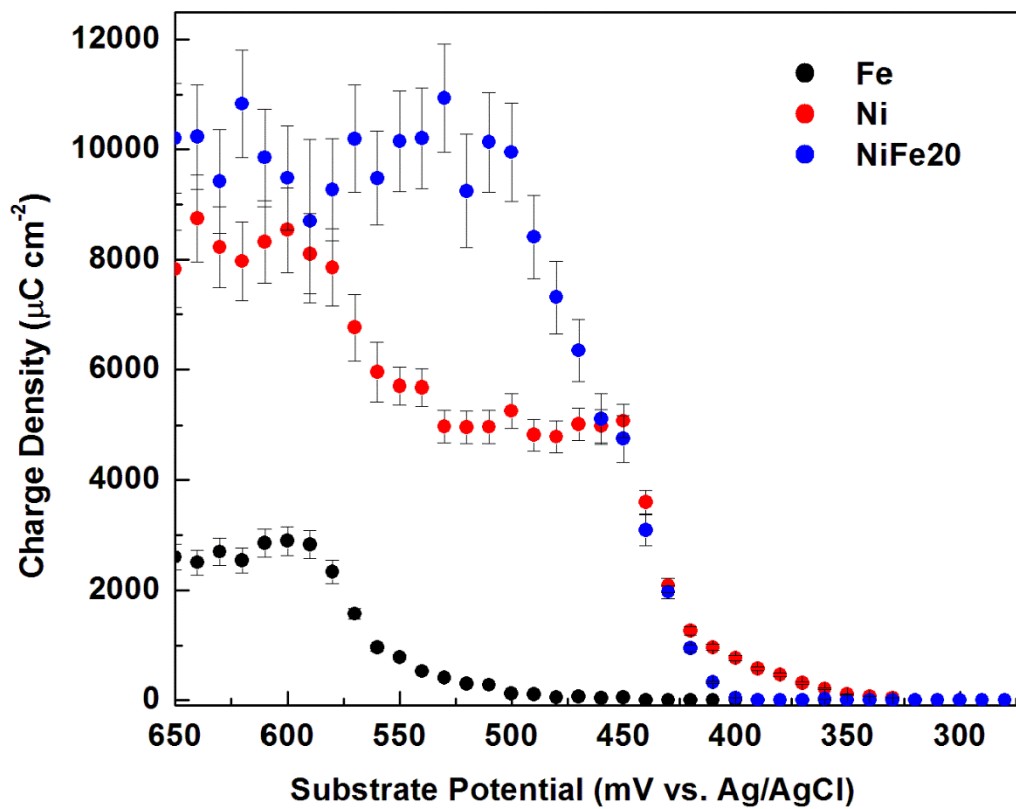 12000
10000
8000
6000
4000
2000
0
Charge Density (μC cm⁻²)
Fe
Ni
NiFe20
650 600 550 500 450 400 350 300
Substrate Potential (mV vs. Ag/AgCl)